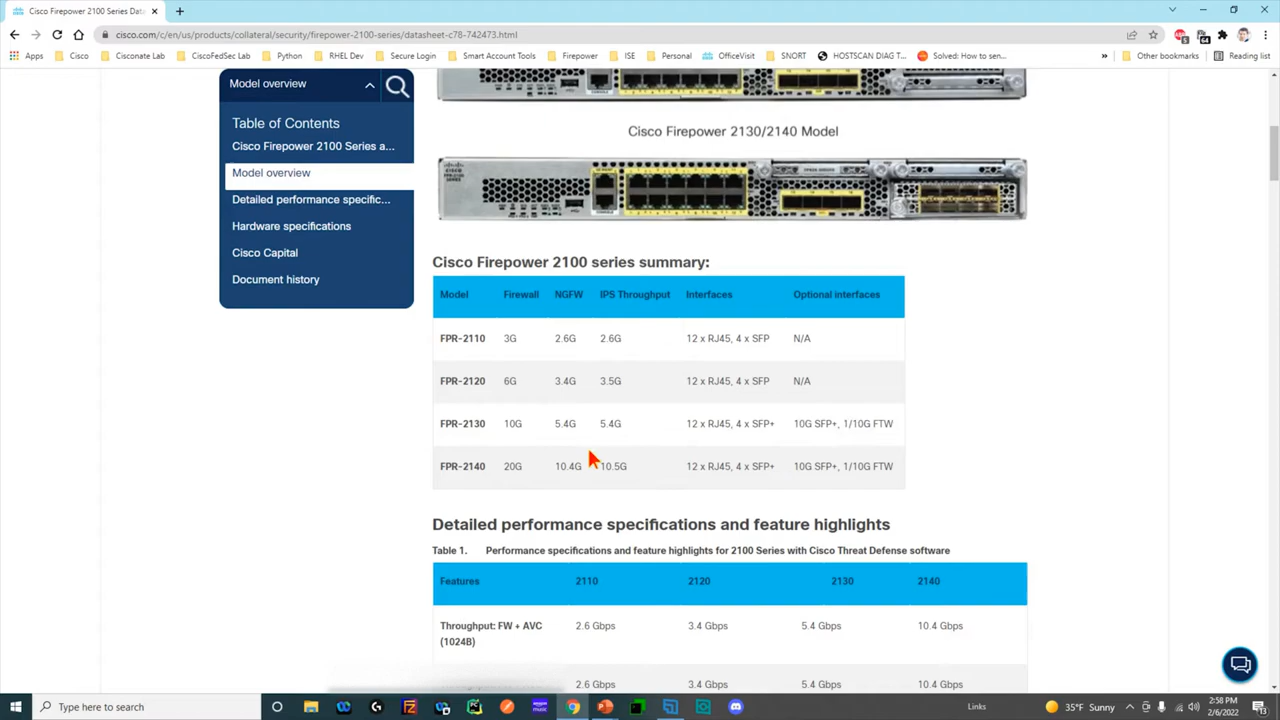 Cisco Firepower 2100 Series Dat
cisco.com/c/en/us/products/collateral/security/firepower-2100-series/datasheet-c78-742473.html
Apps Cisco Cisconate Lab CiscoFedSec Lab Python RHEL Dev Secure Login Smart Account Tools Firepower ISE Personal OfficeVisit SNORT HOSTSCAN DIAG T... Solved: How to sen... » Other bookmarks Reading list
Model overview
Table of Contents
Cisco Firepower 2100 Series a...
Model overview
Detailed performance specific...
Hardware specifications
Cisco Capital
Document history
CONSOLE
Cisco Firepower 2130/2140 Model
CONSOLE
Cisco Firepower 2100 series summary:
Model Firewall NGFW IPS Throughput Interfaces Optional interfaces
FPR-2110 3G 2.6G 2.6G 12 x RJ45, 4 x SFP N/A
FPR-2120 6G 3.4G 3.5G 12 x RJ45, 4 x SFP N/A
FPR-2130 10G 5.4G 5.4G 12 x RJ45, 4 x SFP+ 10G SFP+, 1/10G FTW
FPR-2140 20G 10.4G 10.5G 12 x RJ45, 4 x SFP+ 10G SFP+, 1/10G FTW
Detailed performance specifications and feature highlights
Table 1. Performance specifications and feature highlights for 2100 Series with Cisco Threat Defense software
Features 2110 2120 2130 2140
Throughput: FW + AVC 2.6 Gbps 3.4 Gbps 5.4 Gbps 10.4 Gbps
(1024B)
2.6 Gbps 3.4 Gbps 5.4 Gbps 10.4 Gbps
Type here to search
amazon music
Links
35°F Sunny
2:58 PM
2/6/2022